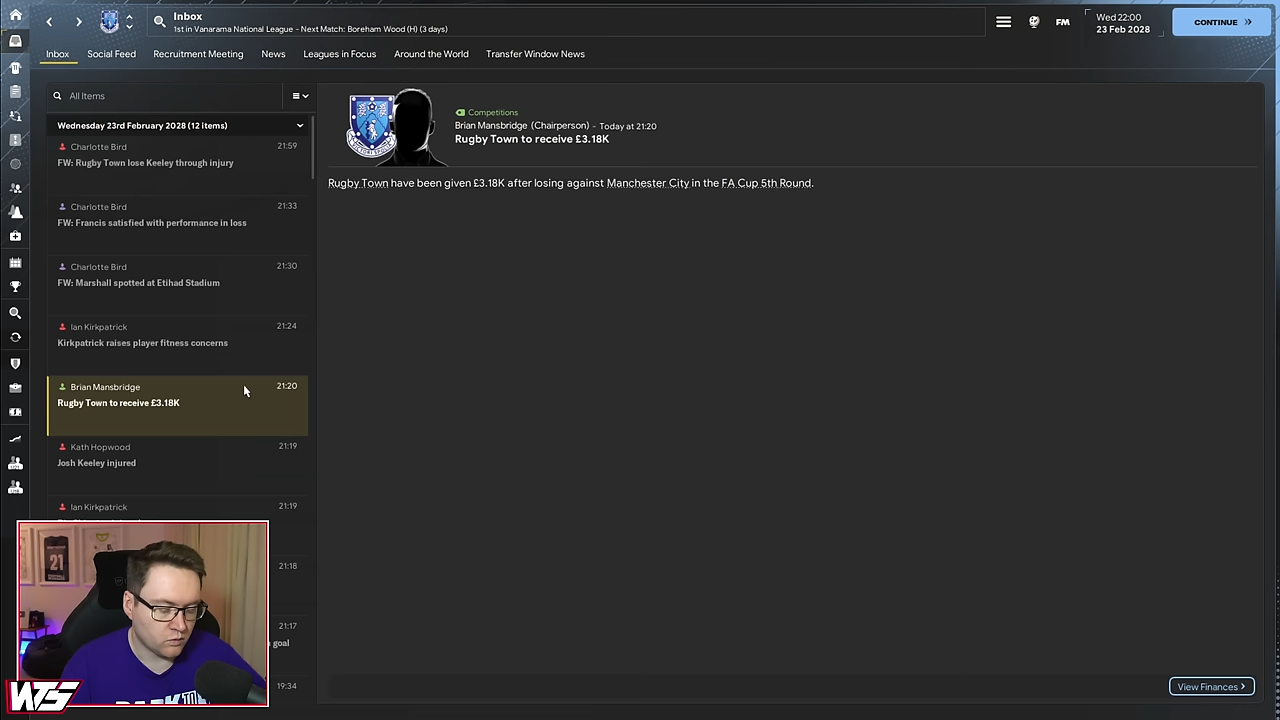 Inbox
1st in Vanarama National League - Next Match: Boreham Wood (H) (3 days)
FM
Wed 22:00
23 Feb 2028
CONTINUE
Inbox
Social Feed
Recruitment Meeting
News
Leagues in Focus
Around the World
Transfer Window News
All Items
Wednesday 23rd February 2028 (12 items)
Charlotte Bird 21:59
FW: Rugby Town lose Keeley through injury
Charlotte Bird 21:33
FW: Francis satisfied with performance in loss
Charlotte Bird 21:30
FW: Marshall spotted at Etihad Stadium
Ian Kirkpatrick 21:24
Kirkpatrick raises player fitness concerns
Brian Mansbridge 21:20
Rugby Town to receive £3.18K
Kath Hopwood 21:19
Josh Keeley injured
Ian Kirkpatrick 21:19
21:18
21:17
goal
19:34
Competitions
Brian Mansbridge (Chairperson) - Today at 21:20
Rugby Town to receive £3.18K
Rugby Town have been given £3.18K after losing against Manchester City in the FA Cup 5th Round.
View Finances
21
WTS